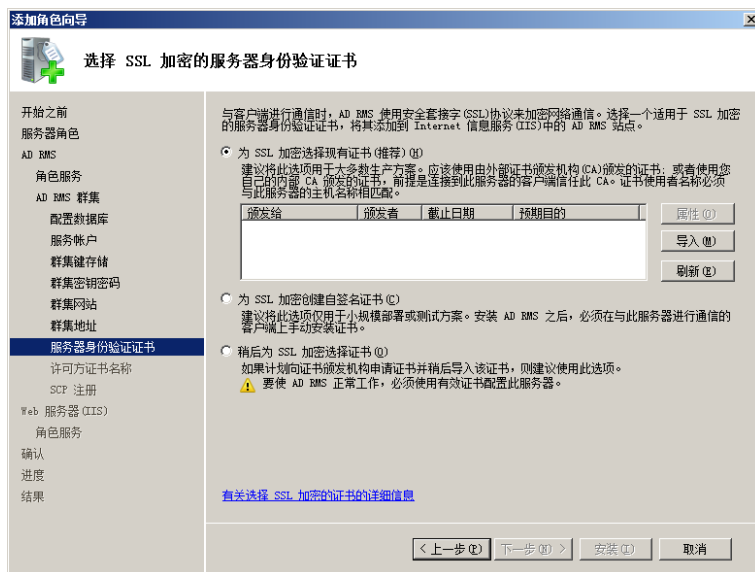 添加角色向导
选择 SSL 加密的服务器身份验证证书
开始之前
服务器角色
AD RMS
角色服务
AD RMS 群集
配置数据库
服务帐户
群集键存储
群集密钥密码
群集网站
群集地址
服务器身份验证证书
许可方证书名称
SCP 注册
Web 服务器(IIS)
角色服务
确认
进度
结果
与客户端进行通信时，AD RMS 使用安全套接字(SSL)协议来加密网络通信。选择一个适用于 SSL 加密
的服务器身份验证证书，将其添加到 Internet 信息服务(IIS)中的 AD RMS 站点。
为 SSL 加密选择现有证书(推荐)(H)
建议将此选项用于大多数生产方案。应该使用由外部证书颁发机构(CA)颁发的证书；或者使用您
自己的内部 CA 颁发的证书，前提是连接到此服务器的客户端信任此 CA。证书使用者名称必须
与此服务器的主机名称相匹配。
颁发给 颁发者 截止日期 预期目的
属性(O)
导入(M)
刷新(E)
为 SSL 加密创建自签名证书(C)
建议将此选项仅用于小规模部署或测试方案。安装 AD RMS 之后，必须在与此服务器进行通信的
客户端上手动安装证书。
稍后为 SSL 加密选择证书(Q)
如果计划向证书颁发机构申请证书并稍后导入该证书，则建议使用此选项。
要使 AD RMS 正常工作，必须使用有效证书配置此服务器。
有关选择 SSL 加密的证书的详细信息
< 上一步(P) 下一步(N) > 安装(I) 取消